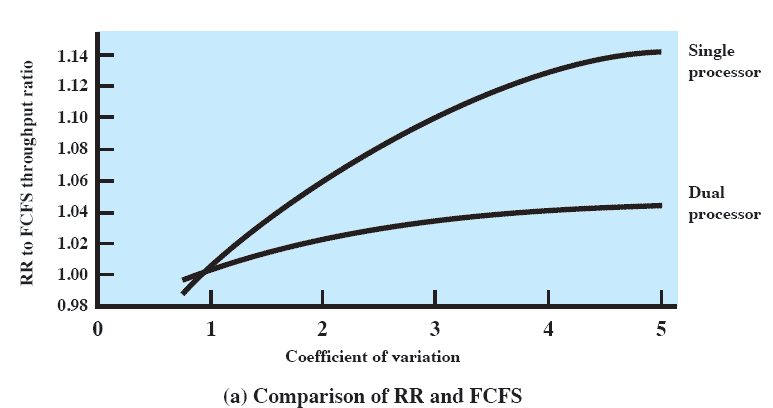 RR to FCFS throughput ratio
1.14
1.12
1.10
1.08
1.06
1.04
1.02
1.00
0.98
0
1
2
3
4
5
Coefficient of variation
Single
processor
Dual
processor
(a) Comparison of RR and FCFS